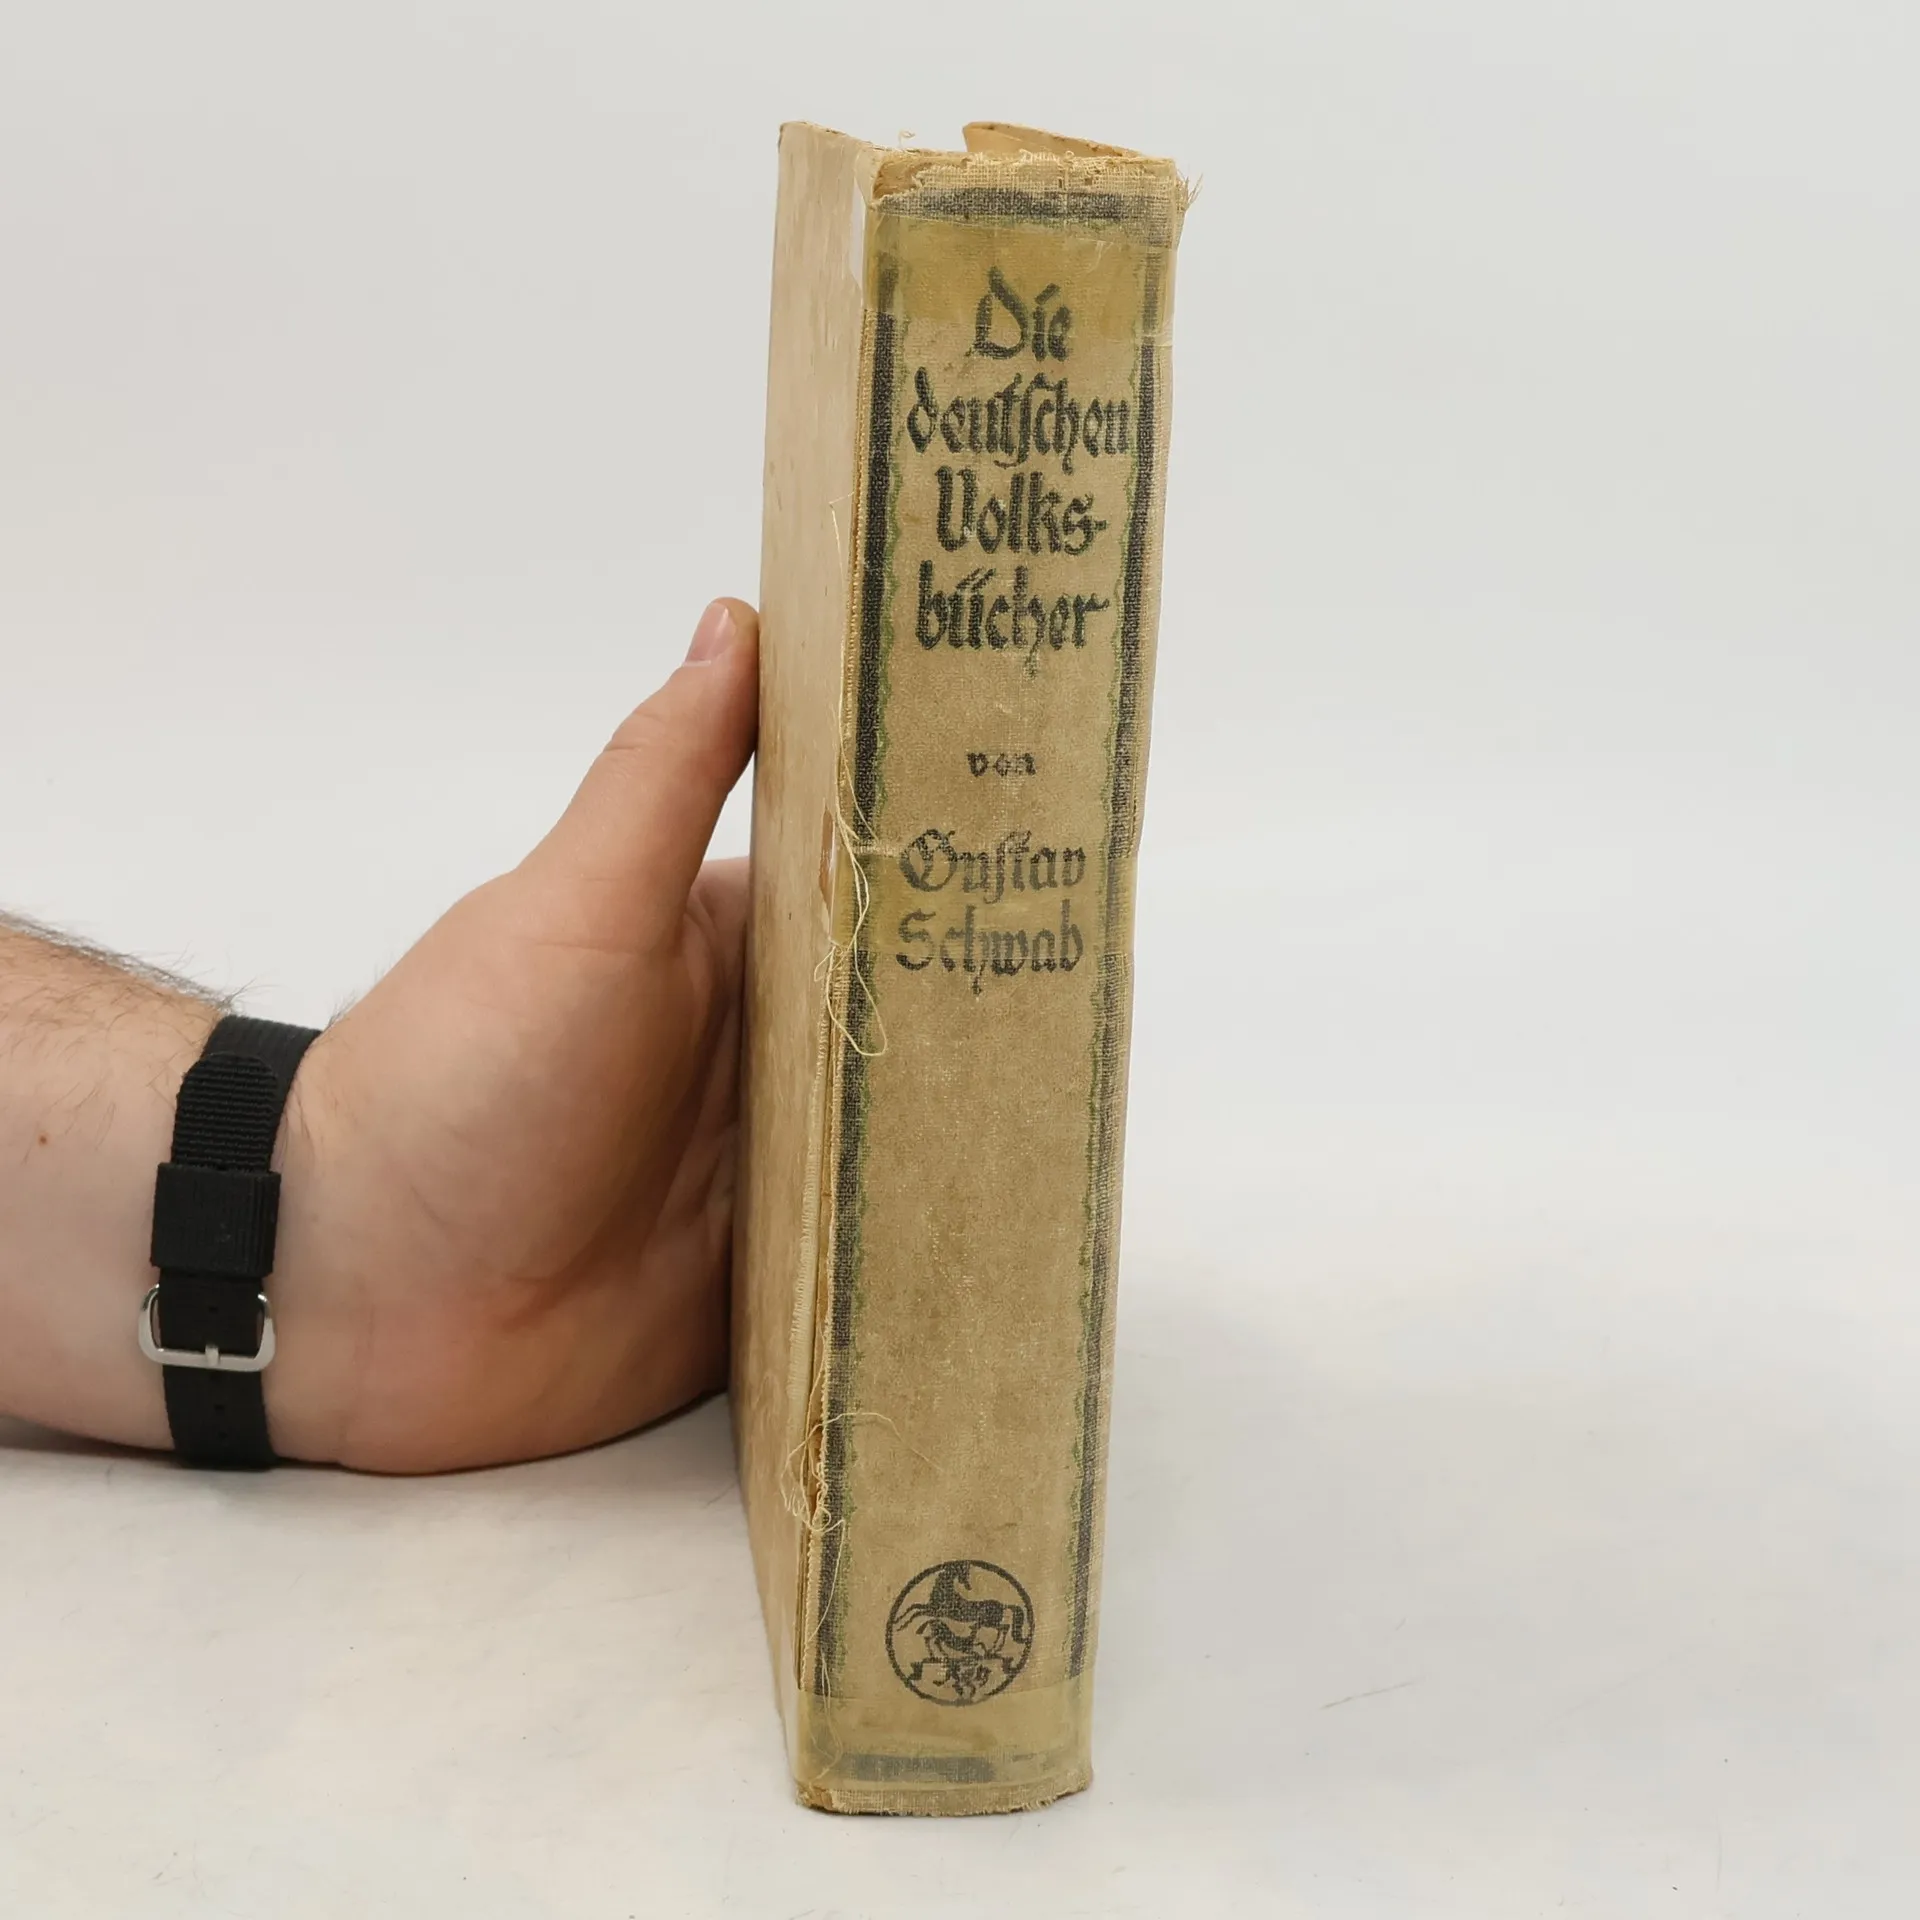 Die
deutschen
Volks-
bücher
von
Gustav
Schwab